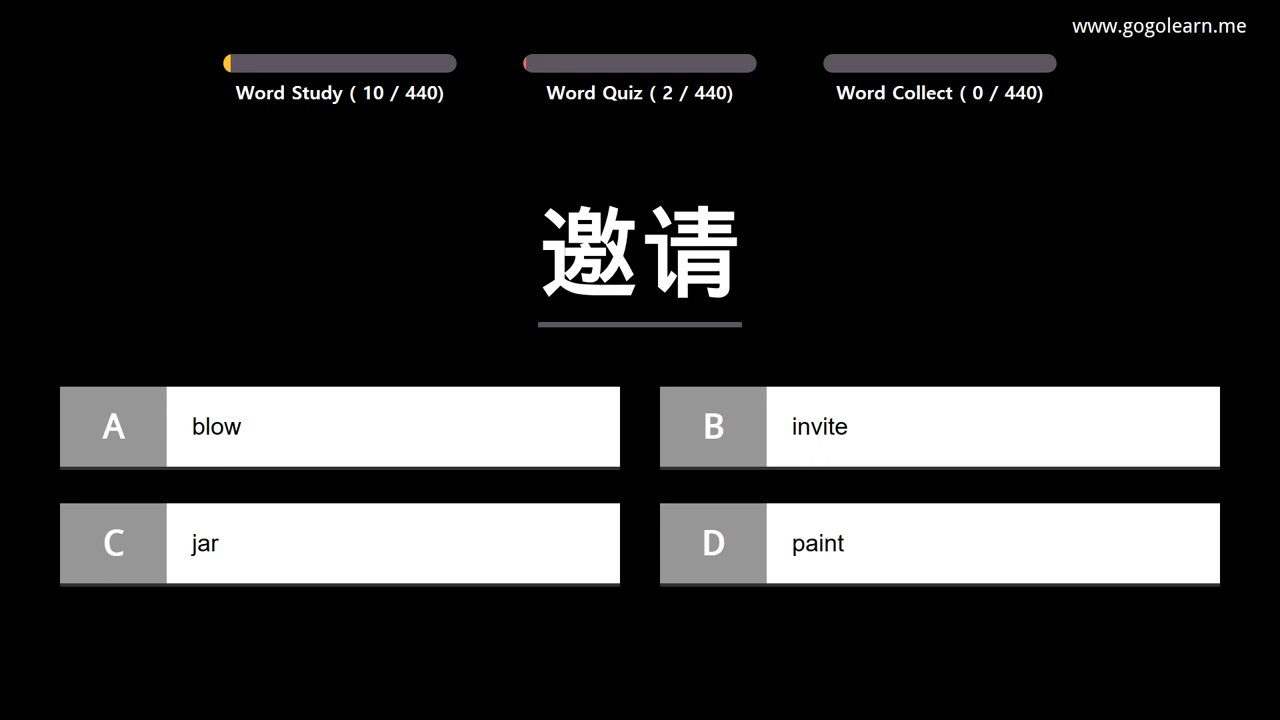 www.gogolearn.me
Word Study ( 10 / 440)
Word Quiz ( 2 / 440)
Word Collect ( 0 / 440)
邀请
A blow
B invite
C jar
D paint